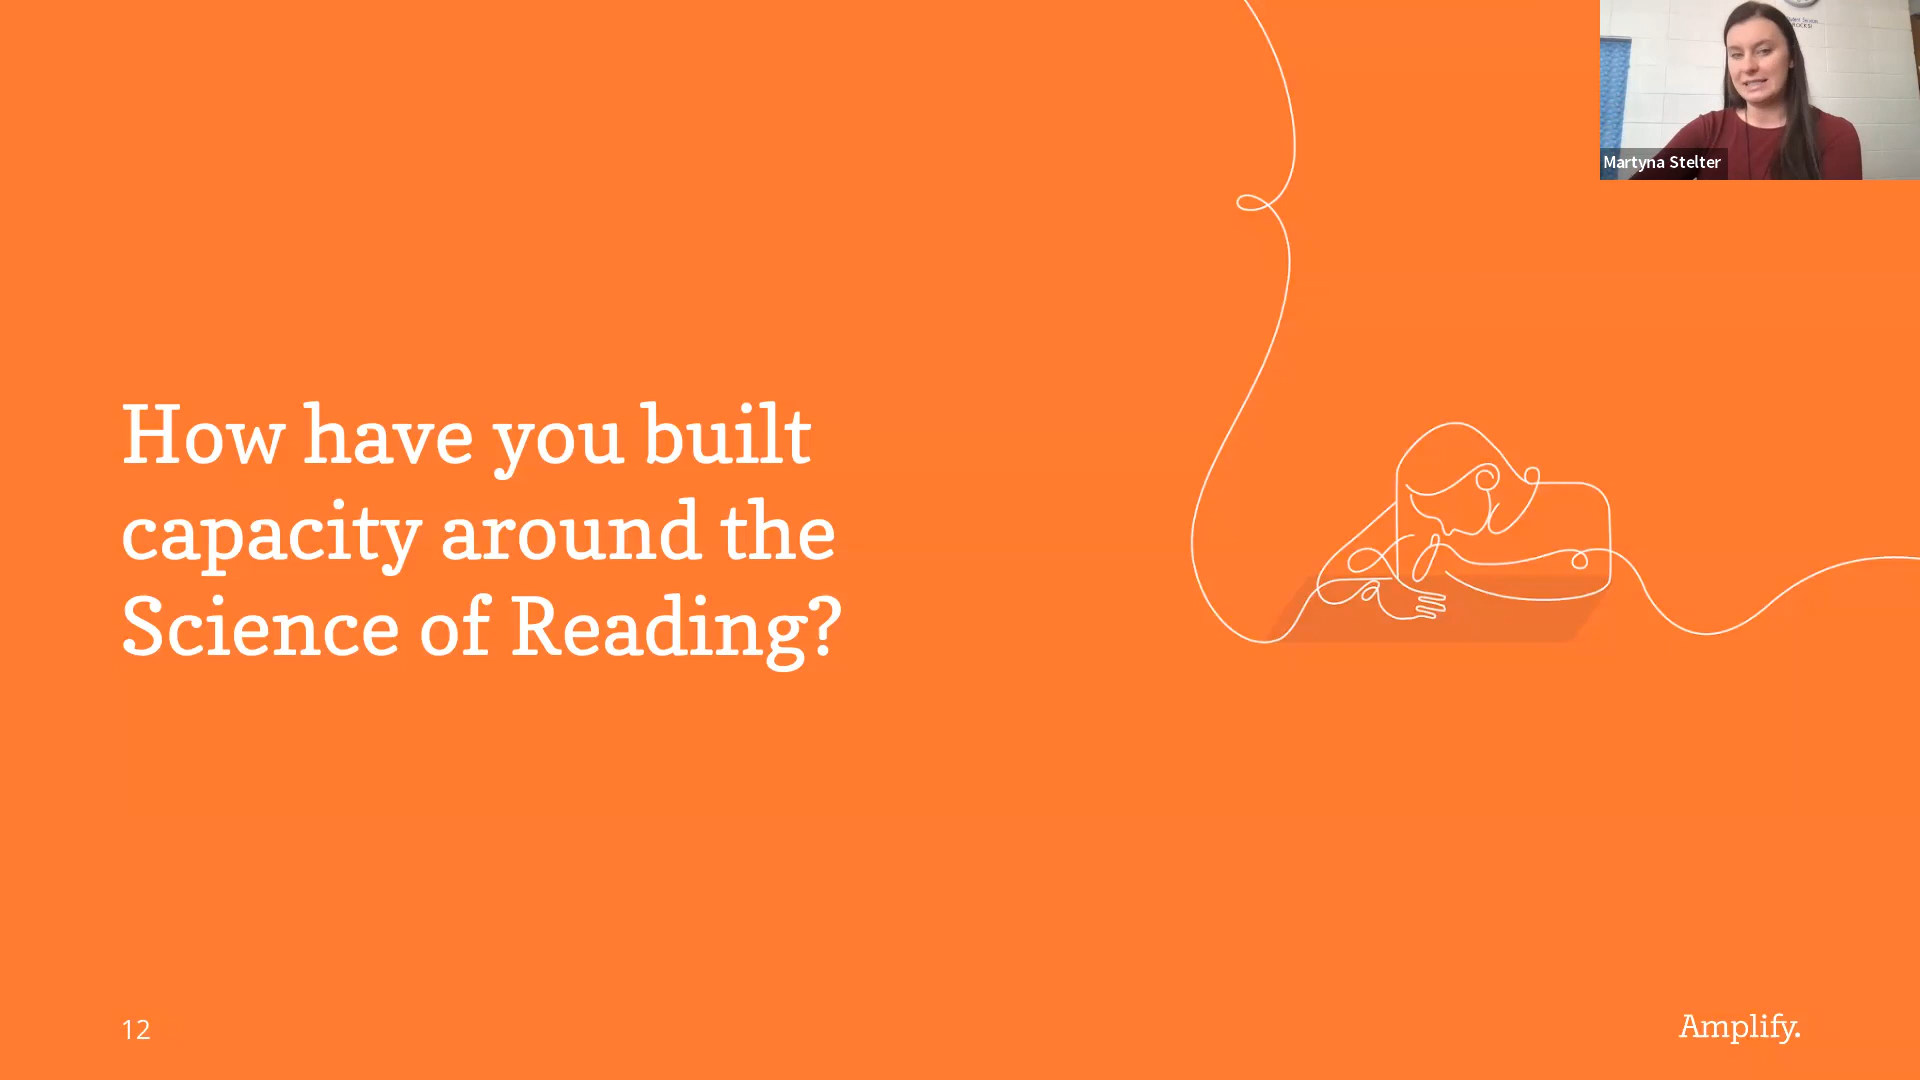 How have you built
capacity around the
Science of Reading?
Martyna Stelter
12
Amplify.